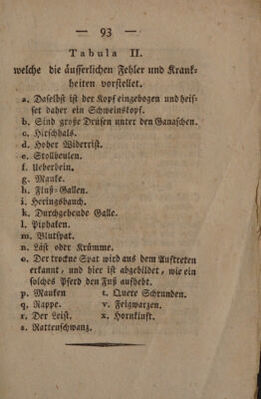 — 93 —
Tabula II.
welche die äusserlichen Fehler und Krank-
heiten vorstellet.
a. Daselbst ist der Kopf eingebogen und heis-
set daher ein Schweinskopf.
b. Sind große Drüsen unter den Ganaschen.
c. Hirschhals.
d. Hoher Widerrist.
e. Stollbeulen.
f. Ueberbein.
g. Mauke.
h. Fluß-Gallen.
i. Heringsbauch.
k. Durchgehende Galle.
l. Piphaken.
m. Blutspat.
n. Läst odr Krümme.
o. Der trockne Spat wird aus dem Auftreten
erkannt, und hier ist abgebildet, wie ein
solches Pferd den Fuß aufhebt.
p. Mauken t. Quere Schrunden.
q. Rappe. v. Feigwarzen.
r. Der Leist. x. Hornkluft.
s. Rattenschwanz.